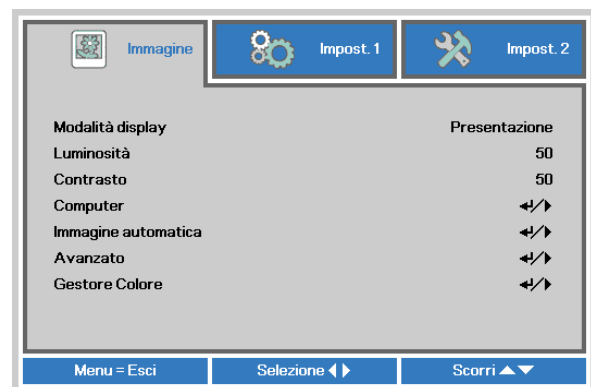 Immagine Impost. 1 Impost. 2
Modalità display Presentazione
Luminosità 50
Contrasto 50
Computer ↵/▶
Immagine automatica ↵/▶
Avanzato ↵/▶
Gestore Colore ↵/▶
Menu = Esci Selezione ◀▶ Scorri ▲▼